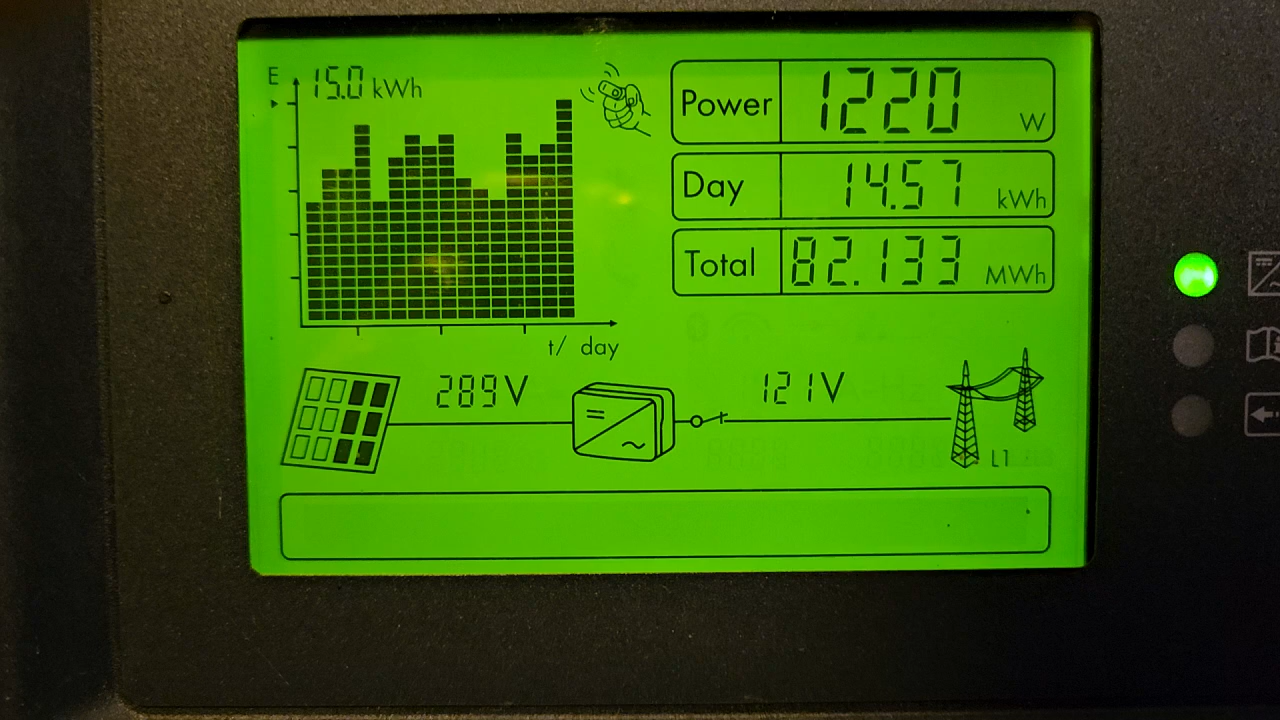 E 15.0 kWh
Power 1220 W
Day 14.57 kWh
Total 82.133 MWh
t/ day
289V
121V
L1